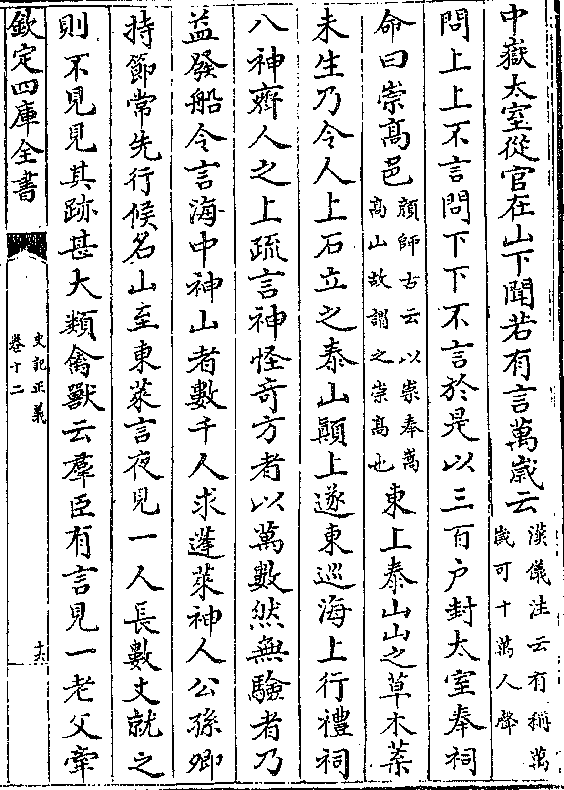 中嶽太室從官在山下聞若有言萬嵗云漢儀注云有稱萬嵗可十萬人聲
問上上不言問下下不言於是以三百户封太室奉祠
命曰崇髙邑顔師古云以崇奉嵩髙山故謂之崇髙也東上泰山山之草木葉
未生乃令人上石立之泰山顚上遂東巡海上行禮祠
八神齊人之上疏言神怪竒方者以萬數然無驗者乃
益發船令言海中神山者數千人求蓬萊神人公孫卿
持節常先行候名山至東萊言夜見一人長數丈就之
則不見見其跡甚大類禽獸云羣臣有言見一老父牽
欽定四庫全書
史記正義
卷十二
十六